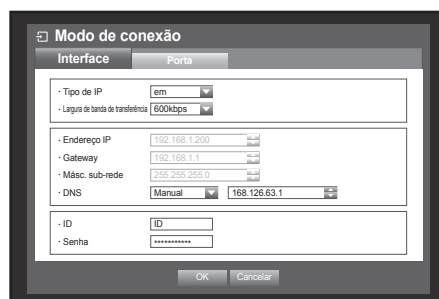 Modo de conexão
Interface Porta
· Tipo de IP em
· Largura de banda de transferência 600kbps
· Endereço IP 192.168.1.200
· Gateway 192.168.1.1
· Másc. sub-rede 255.255.255.0
· DNS Manual 168.126.63.1
· ID ID
· Senha ***********
OK Cancelar